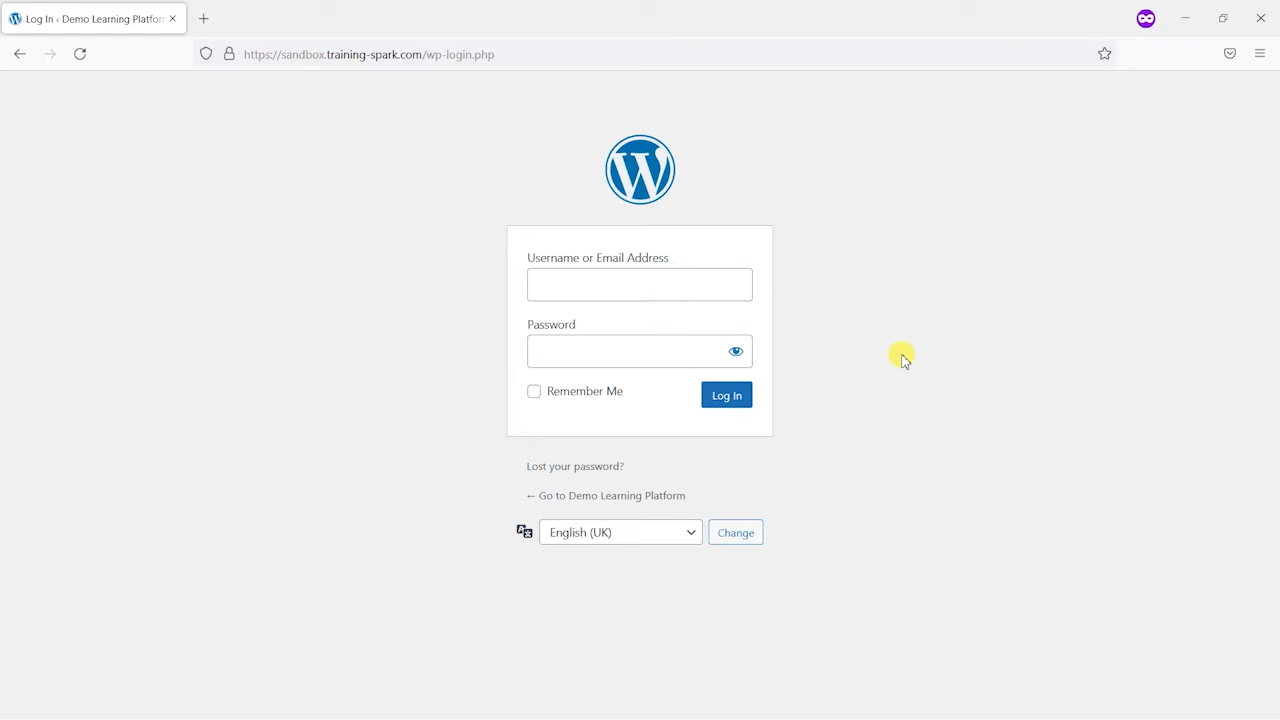 Log In ‹ Demo Learning Platforn
https://sandbox.training-spark.com/wp-login.php
Username or Email Address
Password
Remember Me
Log In
Lost your password?
← Go to Demo Learning Platform
English (UK)
Change